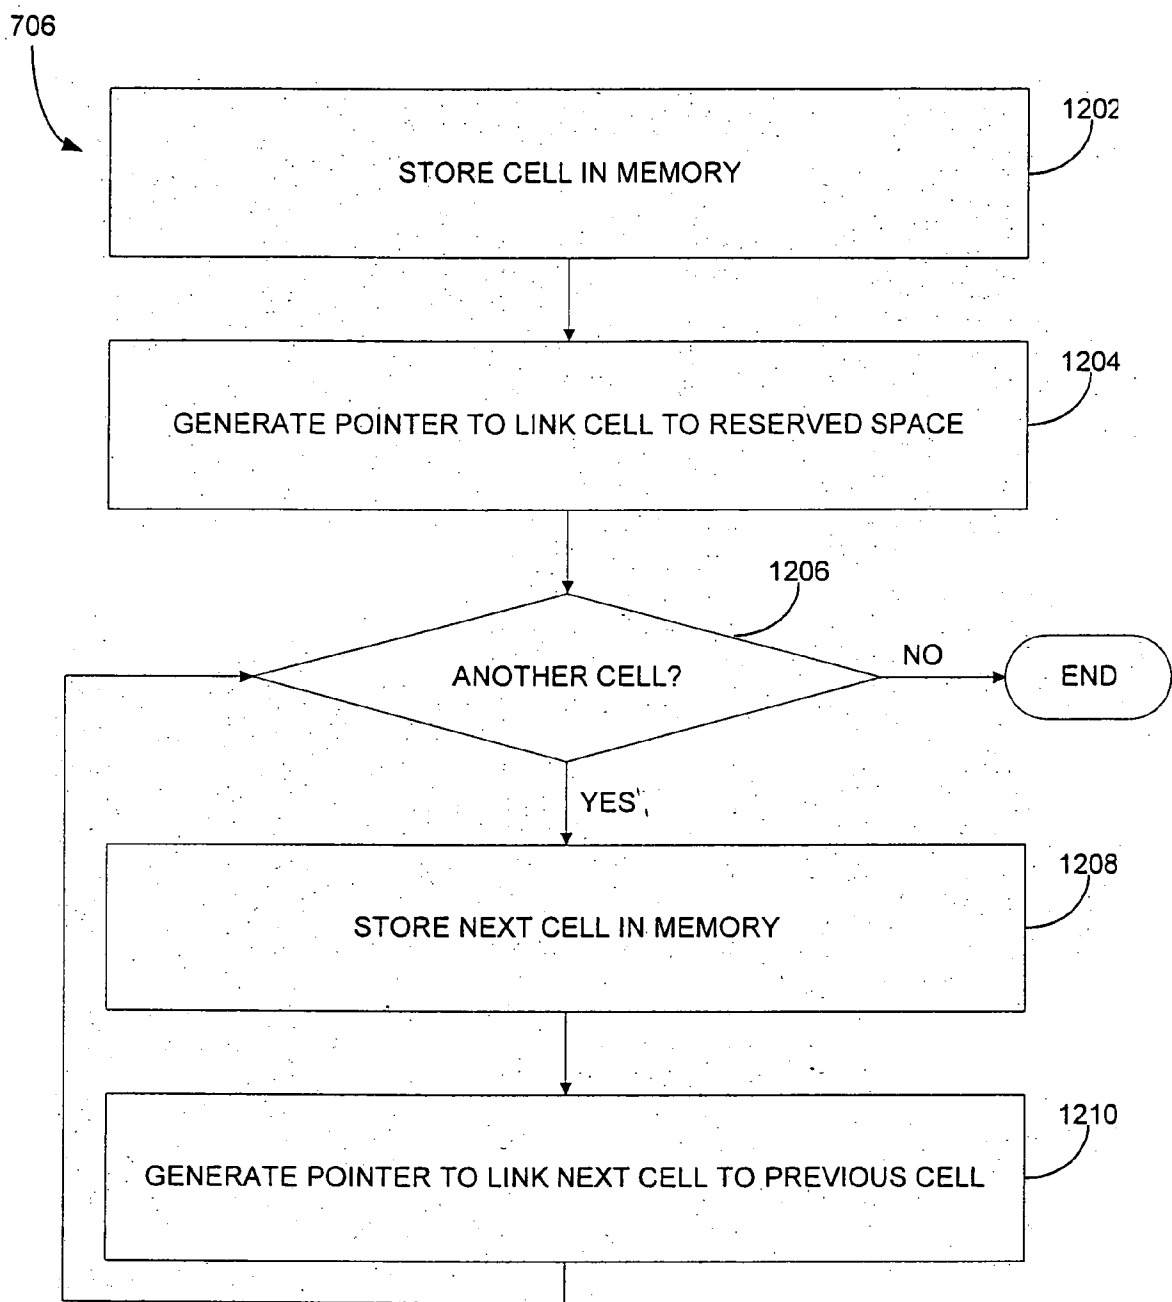 706
1202
STORE CELL IN MEMORY
1204
GENERATE POINTER TO LINK CELL TO RESERVED SPACE
1206
ANOTHER CELL?
NO
END
YES
1208
STORE NEXT CELL IN MEMORY
1210
GENERATE POINTER TO LINK NEXT CELL TO PREVIOUS CELL